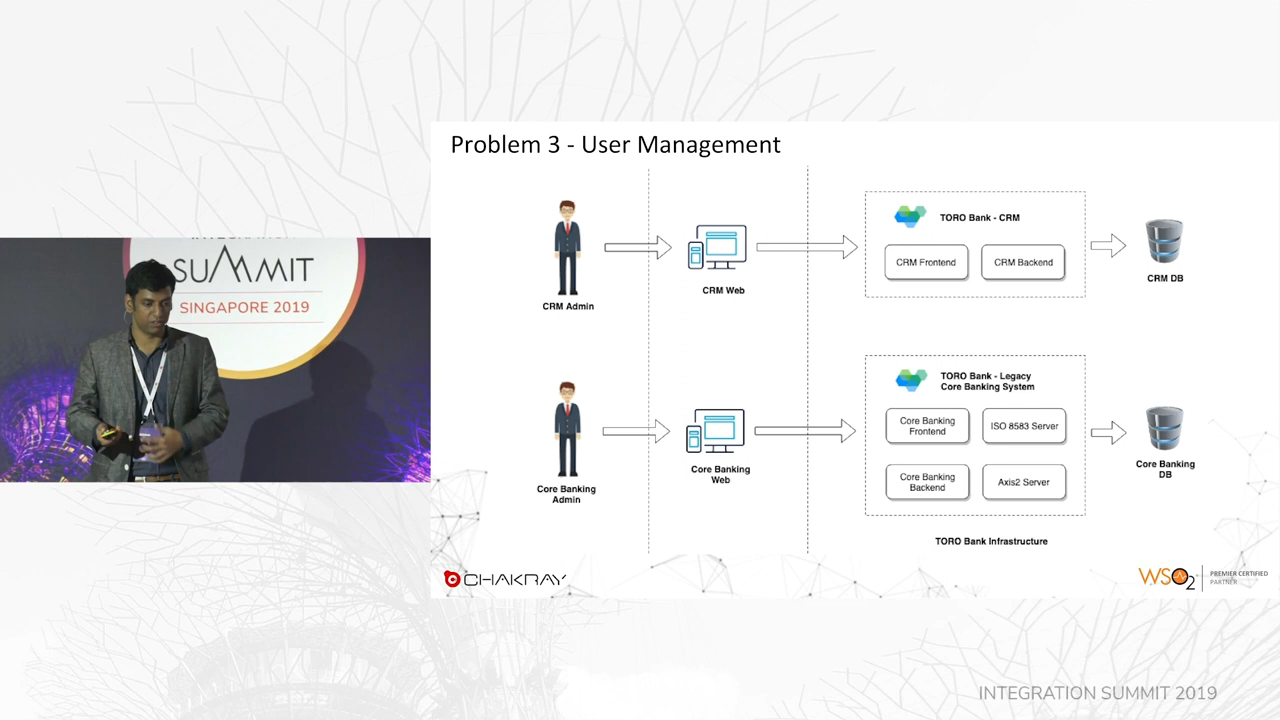 Problem 3 - User Management
SUMMIT
SINGAPORE 2019
CRM Admin
CRM Web
TORO Bank - CRM
CRM Frontend
CRM Backend
CRM DB
Core Banking
Admin
Core Banking
Web
TORO Bank - Legacy
Core Banking System
Core Banking
Frontend
ISO 8583 Server
Core Banking
Backend
Axis2 Server
Core Banking
DB
TORO Bank Infrastructure
CHAKRAY
WSO2
PREMIER CERTIFIED
PARTNER
INTEGRATION SUMMIT 2019